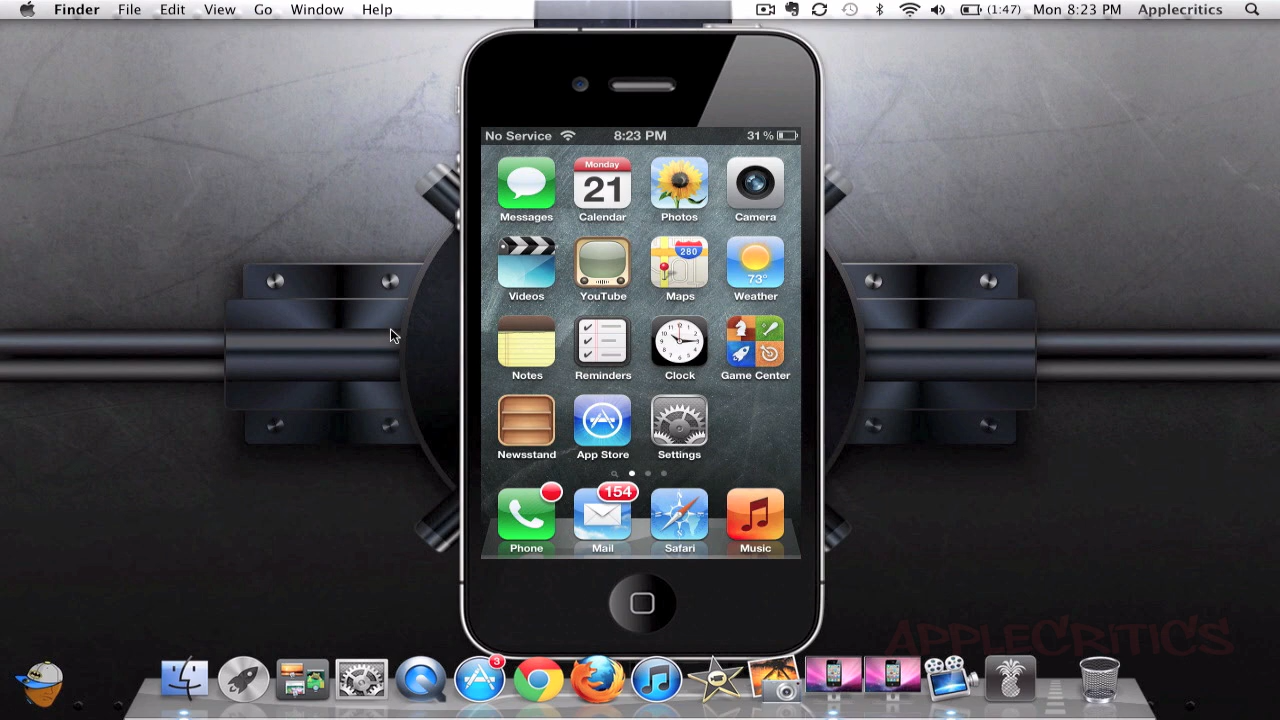 Finder File Edit View Go Window Help (1:47) Mon 8:23 PM Applecritics
No Service 8:23 PM 31 %
Monday
21
280
73°
Messages Calendar Photos Camera
Videos YouTube Maps Weather
Notes Reminders Clock Game Center
Newsstand App Store Settings
154
Phone Mail Safari Music
APPLECRITICS
3